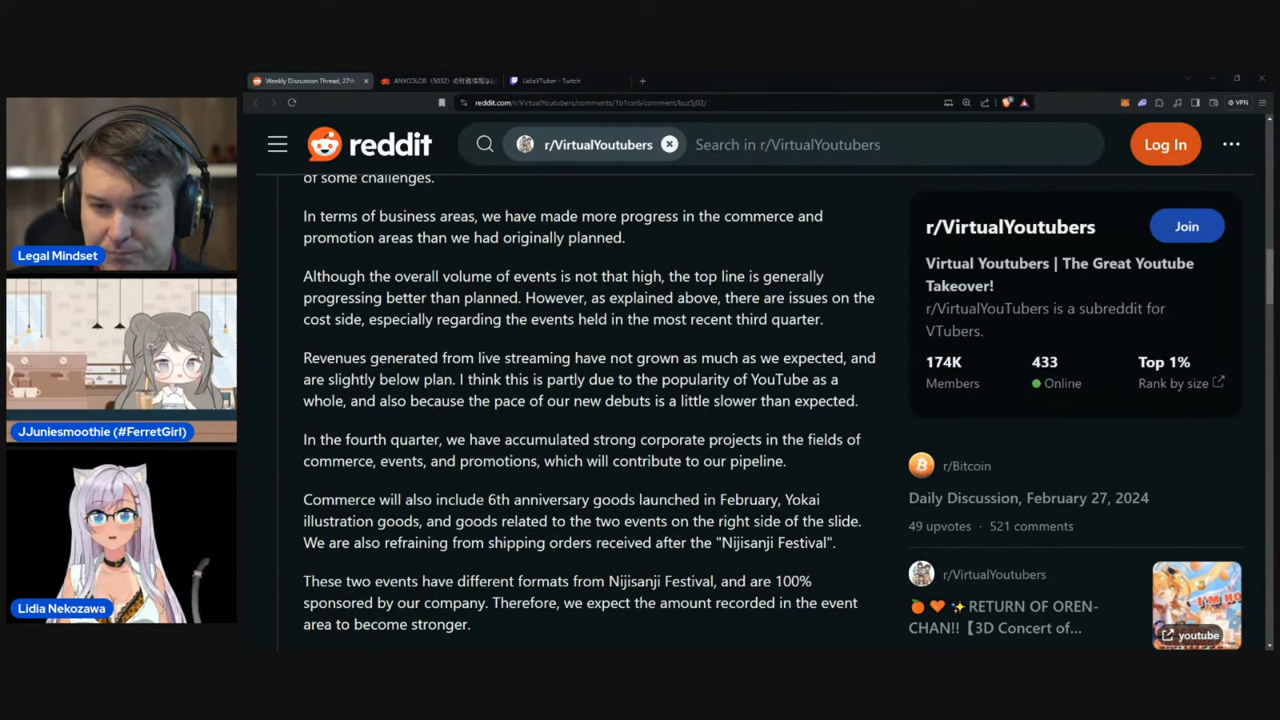 Weekly Discussion Thread, 27th
ANYCOLOR
LidiaVTuber - Twitch
reddit.com/r/VirtualYoutubers/comments/1b1cxr6/comment/kuz5j02/
VPN
reddit
r/VirtualYoutubers
Search in r/VirtualYoutubers
Log In
of some challenges.
In terms of business areas, we have made more progress in the commerce and
promotion areas than we had originally planned.
Although the overall volume of events is not that high, the top line is generally
progressing better than planned. However, as explained above, there are issues on the
cost side, especially regarding the events held in the most recent third quarter.
Revenues generated from live streaming have not grown as much as we expected, and
are slightly below plan. I think this is partly due to the popularity of YouTube as a
whole, and also because the pace of our new debuts is a little slower than expected.
In the fourth quarter, we have accumulated strong corporate projects in the fields of
commerce, events, and promotions, which will contribute to our pipeline.
Commerce will also include 6th anniversary goods launched in February, Yokai
illustration goods, and goods related to the two events on the right side of the slide.
We are also refraining from shipping orders received after the "Nijisanji Festival".
These two events have different formats from Nijisanji Festival, and are 100%
sponsored by our company. Therefore, we expect the amount recorded in the event
area to become stronger.
r/VirtualYoutubers
Join
Virtual Youtubers | The Great Youtube
Takeover!
r/VirtualYouTubers is a subreddit for
VTubers.
174K
433
Top 1%
Members
Online
Rank by size
r/Bitcoin
Daily Discussion, February 27, 2024
49 upvotes · 521 comments
r/VirtualYoutubers
RETURN OF OREN-
CHAN!!【3D Concert of...
I'M HO
youtube
Legal Mindset
JJuniesmoothie (#FerretGirl)
Lidia Nekozawa